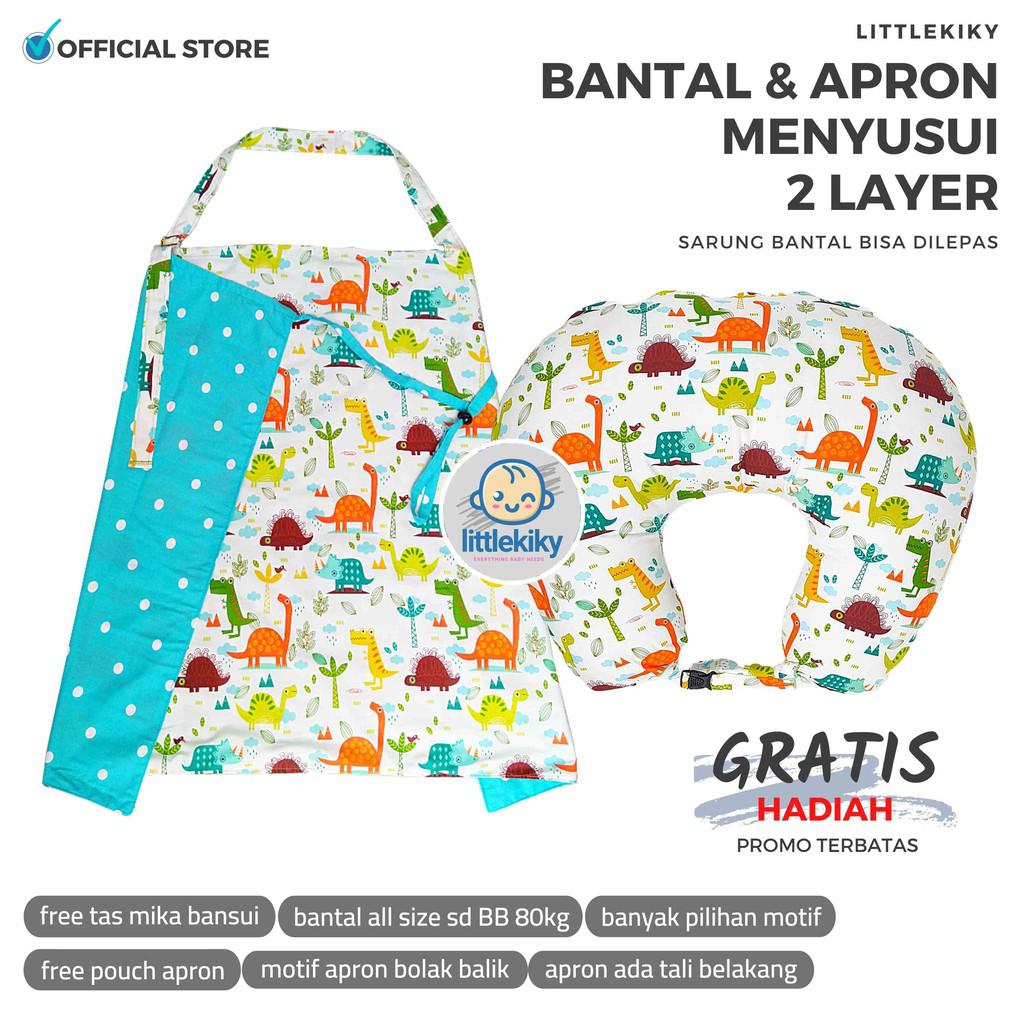 OFFICIAL STORE
LITTLEKIKY
BANTAL & APRON
MENYUSUI
2 LAYER
SARUNG BANTAL BISA DILEPAS
littlekiky
EVERYTHING BABY NEEDS
GRATIS
HADIAH
PROMO TERBATAS
free tas mika bansui
bantal all size sd BB 80kg
banyak pilihan motif
free pouch apron
motif apron bolak balik
apron ada tali belakang